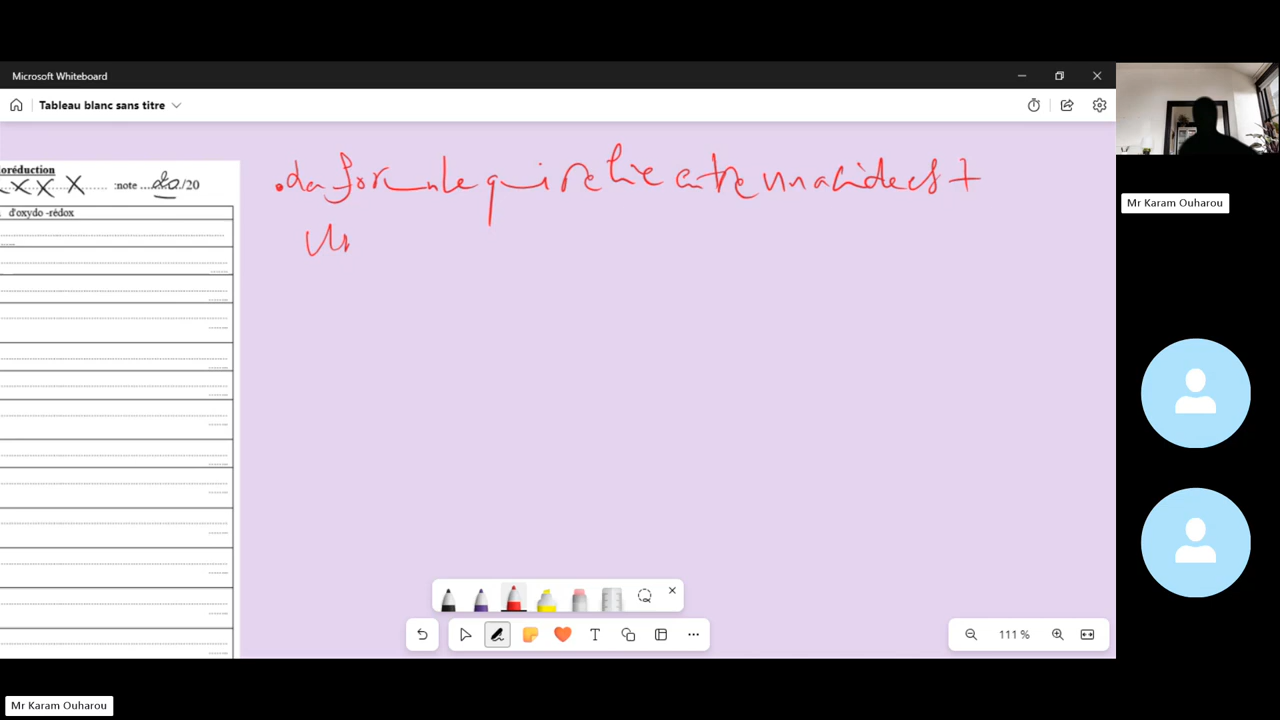 Microsoft Whiteboard
Tableau blanc sans titre
oréduction
X X X :note ........../20
d'oxydo -rédox
.La formule qui relie entre un acide est
Un
111 %
Mr Karam Ouharou
Mr Karam Ouharou